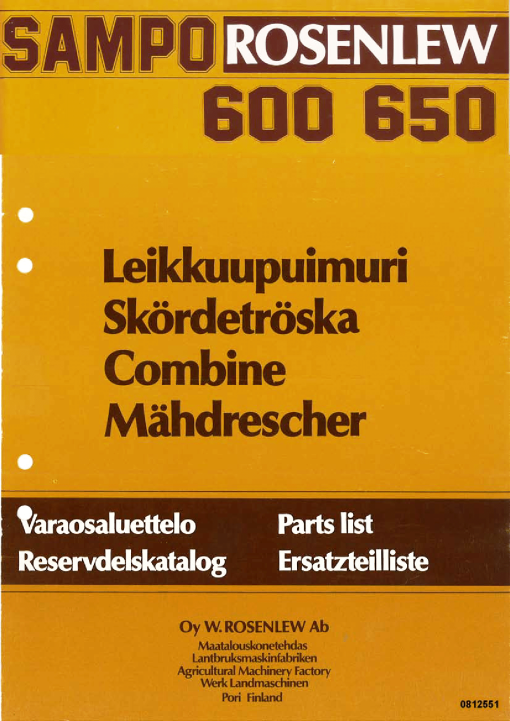 SAMPO ROSENLEW
600 650
Leikkuupuimuri
Skördetröska
Combine
Mähdrescher
Varaosaluettelo
Reservdelskatalog
Parts list
Ersatzteilliste
Oy W. ROSENLEW Ab
Maatalouskonetehdas
Lantbruksmaskinfabriken
Agricultural Machinery Factory
Werk Landmaschinen
Pori Finland
0812551